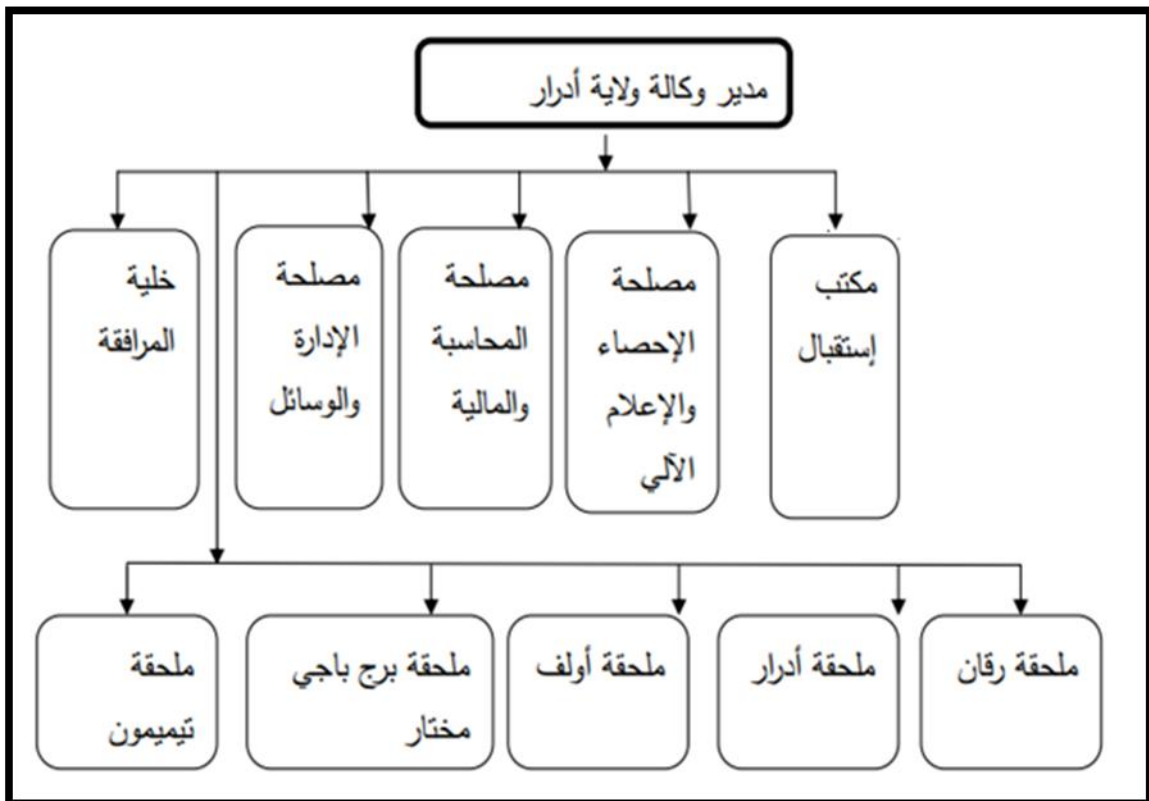 مدير وكالة ولاية أدرار
مكتب
إستقبال
مصلحة
الإحصاء
والإعلام
الآلي
مصلحة
المحاسبة
والمالية
مصلحة
الإدارة
والوسائل
خلية
المرافقة
ملحقة رقان
ملحقة أدرار
ملحقة أولف
ملحقة برج باجي
مختار
ملحقة
تيميمون